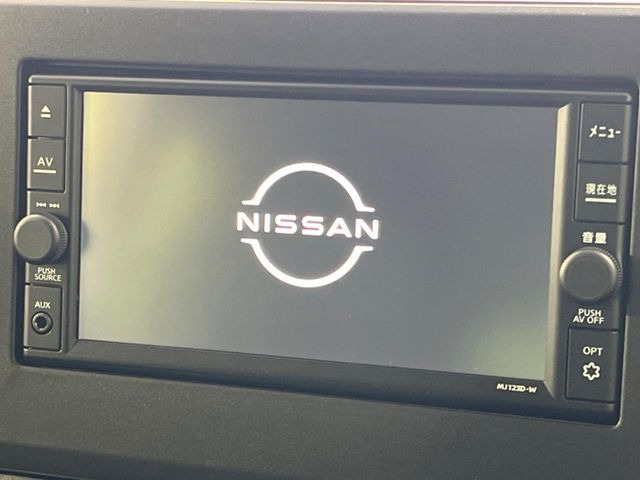 AV
PUSH
SOURCE
AUX
NISSAN
メニュー
現在地
音量
PUSH
AV OFF
OPT
MJ123D-W